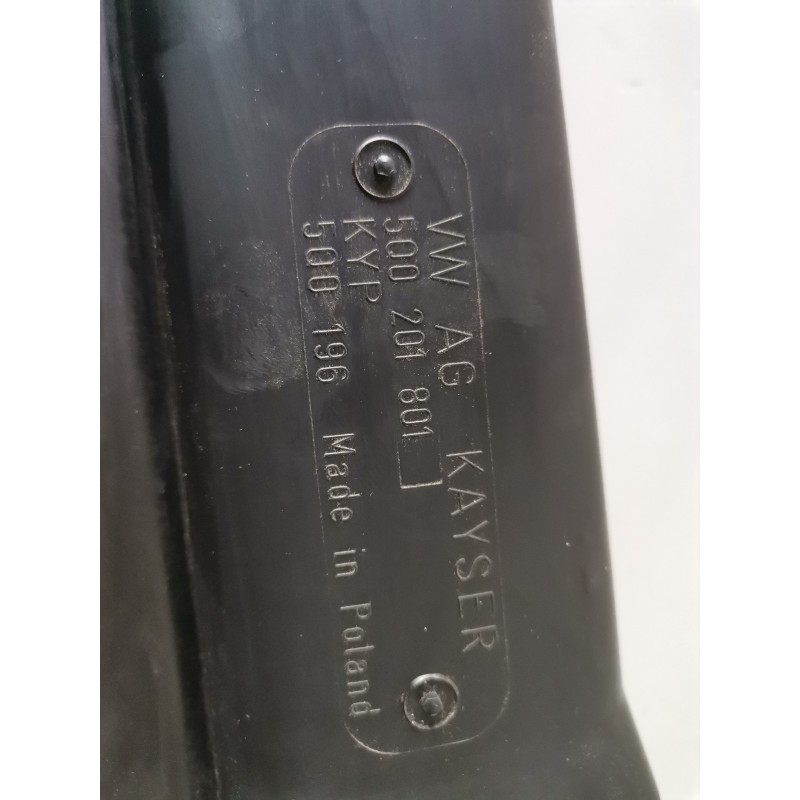 VW AG KAYSER
500 201 801
KYP
500 196 Made in Poland